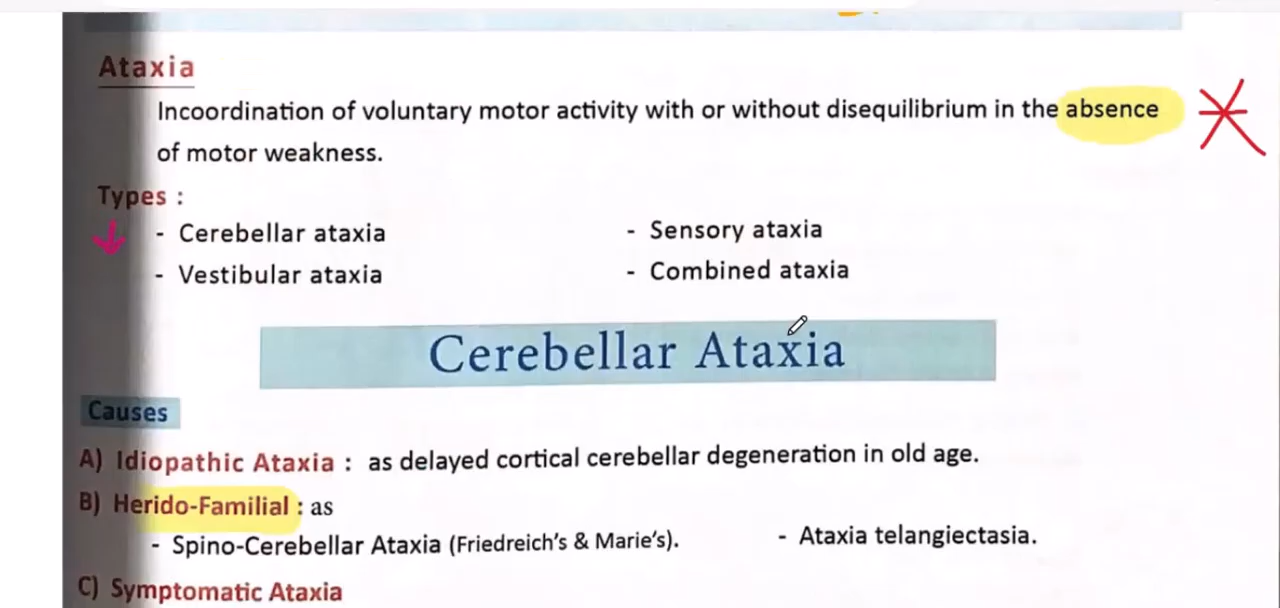 Ataxia
Incoordination of voluntary motor activity with or without disequilibrium in the absence
of motor weakness.
Types :
- Cerebellar ataxia - Sensory ataxia
- Vestibular ataxia - Combined ataxia
Cerebellar Ataxia
Causes
A) Idiopathic Ataxia : as delayed cortical cerebellar degeneration in old age.
B) Herido-Familial : as
- Spino-Cerebellar Ataxia (Friedreich's & Marie's). - Ataxia telangiectasia.
C) Symptomatic Ataxia